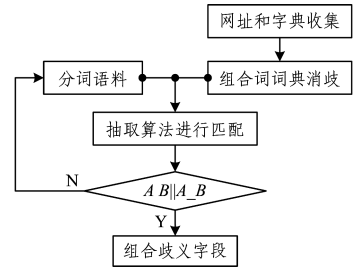 网址和字典收集
分词语料
组合词词典消歧
抽取算法进行匹配
N
A B||A_B
Y
组合歧义字段